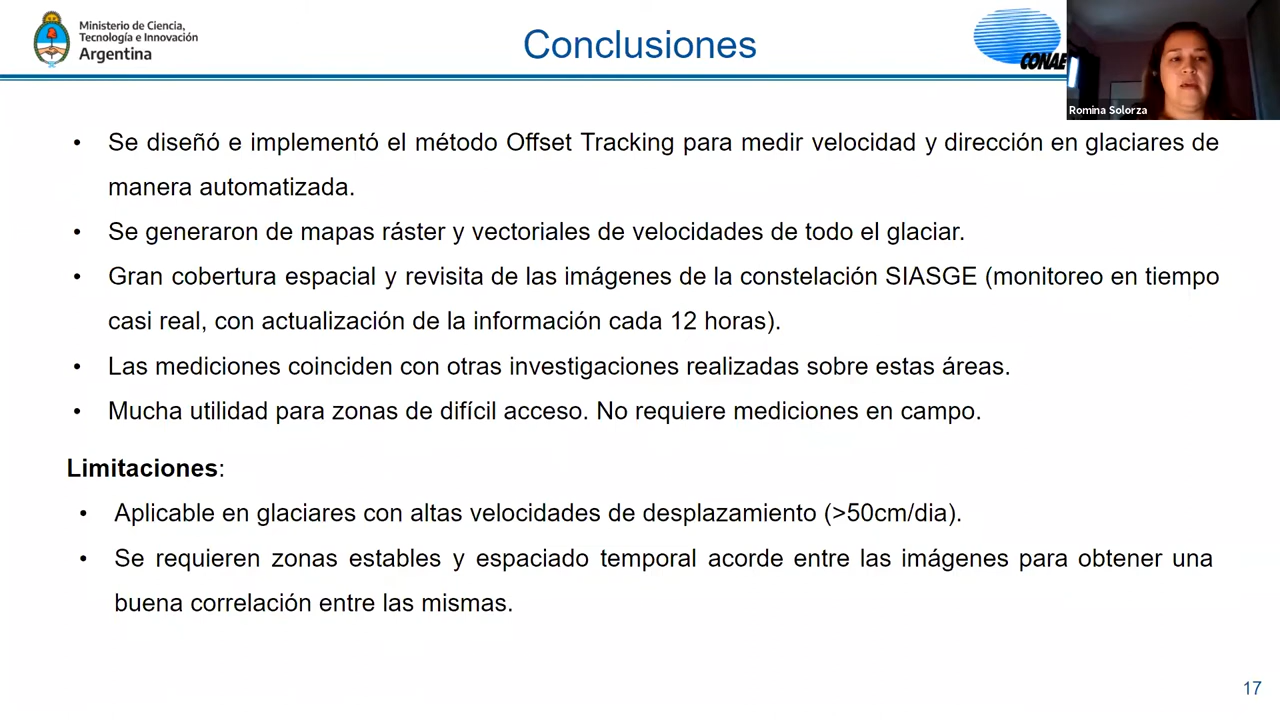 Ministerio de Ciencia,
Tecnología e Innovación
Argentina
Conclusiones
CONAE
Romina Solorza
• Se diseñó e implementó el método Offset Tracking para medir velocidad y dirección en glaciares de
manera automatizada.
• Se generaron de mapas ráster y vectoriales de velocidades de todo el glaciar.
• Gran cobertura espacial y revisita de las imágenes de la constelación SIASGE (monitoreo en tiempo
casi real, con actualización de la información cada 12 horas).
• Las mediciones coinciden con otras investigaciones realizadas sobre estas áreas.
• Mucha utilidad para zonas de difícil acceso. No requiere mediciones en campo.
Limitaciones:
• Aplicable en glaciares con altas velocidades de desplazamiento (>50cm/dia).
• Se requieren zonas estables y espaciado temporal acorde entre las imágenes para obtener una
buena correlación entre las mismas.
17